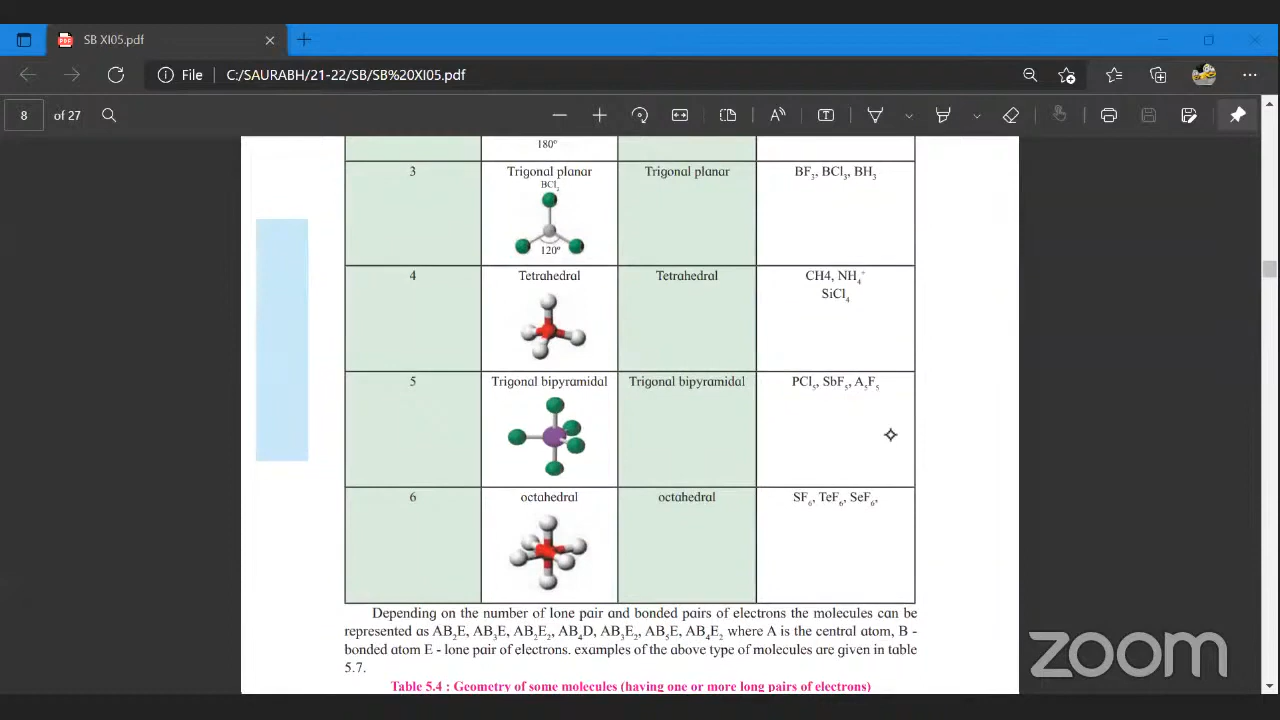 SB XI05.pdf
File C:/SAURABH/21-22/SB/SB%20XI05.pdf
8 of 27
180°
3 Trigonal planar Trigonal planar BF₃, BCl₃, BH₃
BCl₂
120°
4 Tetrahedral Tetrahedral CH4, NH₄⁺
SiCl₄
5 Trigonal bipyramidal Trigonal bipyramidal PCl₅, SbF₅, A₅F₅
6 octahedral octahedral SF₆, TeF₆, SeF₆,
Depending on the number of lone pair and bonded pairs of electrons the molecules can be
represented as AB₂E, AB₃E, AB₂E₂, AB₄D, AB₃E₂, AB₅E, AB₄E₂ where A is the central atom, B -
bonded atom E - lone pair of electrons. examples of the above type of molecules are given in table
5.7.
Table 5.4 : Geometry of some molecules (having one or more long pairs of electrons)
zoom